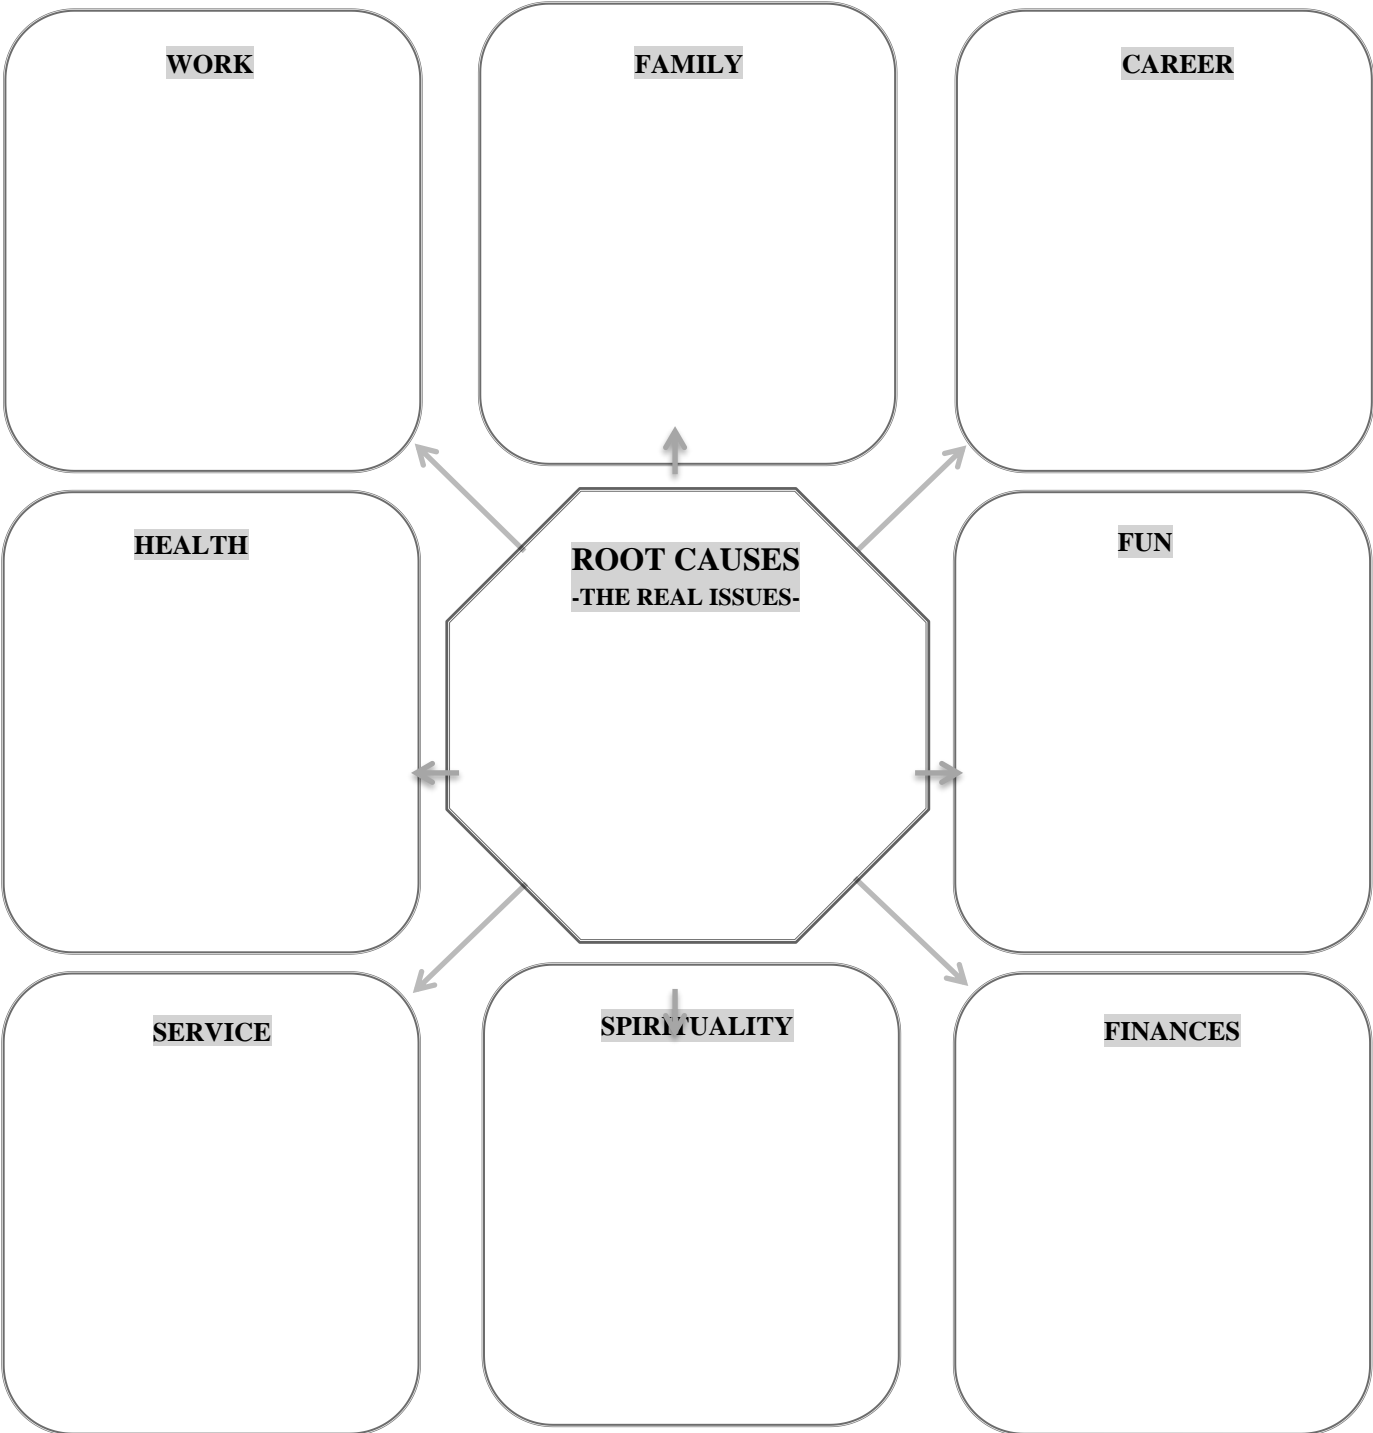 WORK
FAMILY
CAREER
HEALTH
ROOT CAUSES
-THE REAL ISSUES-
FUN
SERVICE
SPIRITUALITY
FINANCES